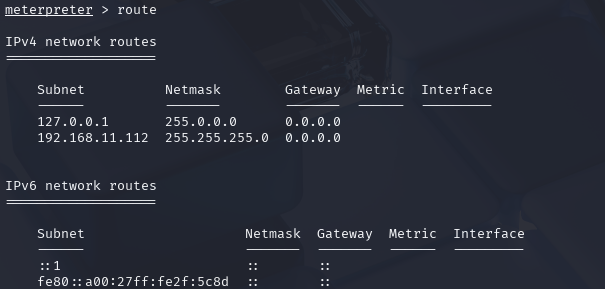 meterpreter > route
IPv4 network routes
Subnet Netmask Gateway Metric Interface
127.0.0.1 255.0.0.0 0.0.0.0
192.168.11.112 255.255.255.0 0.0.0.0
IPv6 network routes
Subnet Netmask Gateway Metric Interface
::1 :: ::
fe80::a00:27ff:fe2f:5c8d :: ::